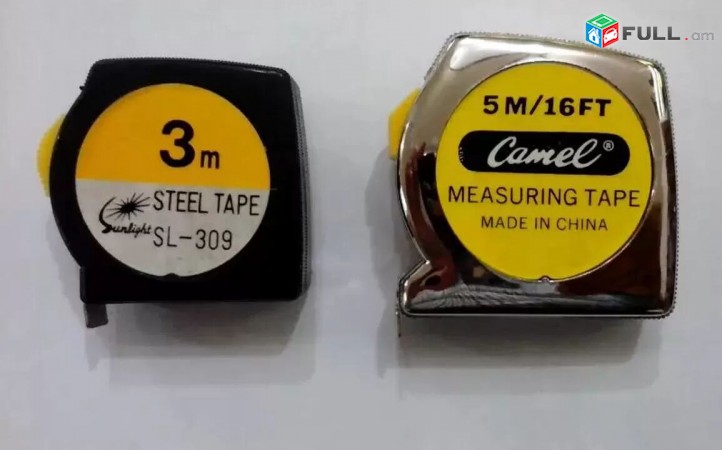 FULL.am
3m
STEEL TAPE
Sunlight SL-309
5M/16FT
Camel®
MEASURING TAPE
MADE IN CHINA